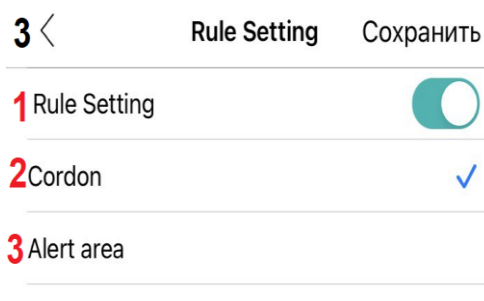 3 < Rule Setting Сохранить
1 Rule Setting
2 Cordon
3 Alert area